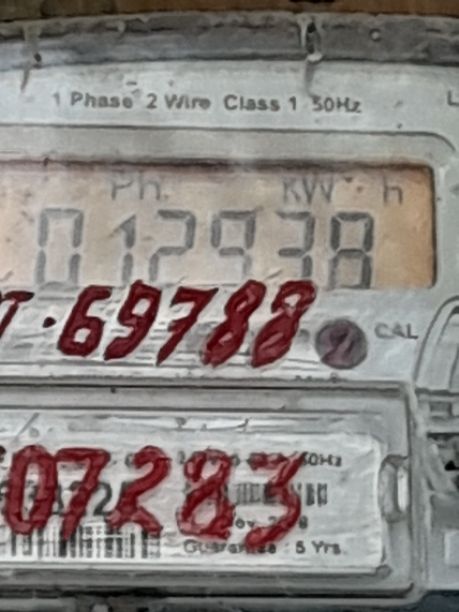 1 Phase 2 Wire Class 1 50Hz
Ph KW h
012938
T.69788
CAL
07283
Guarantee : 5 Yrs.